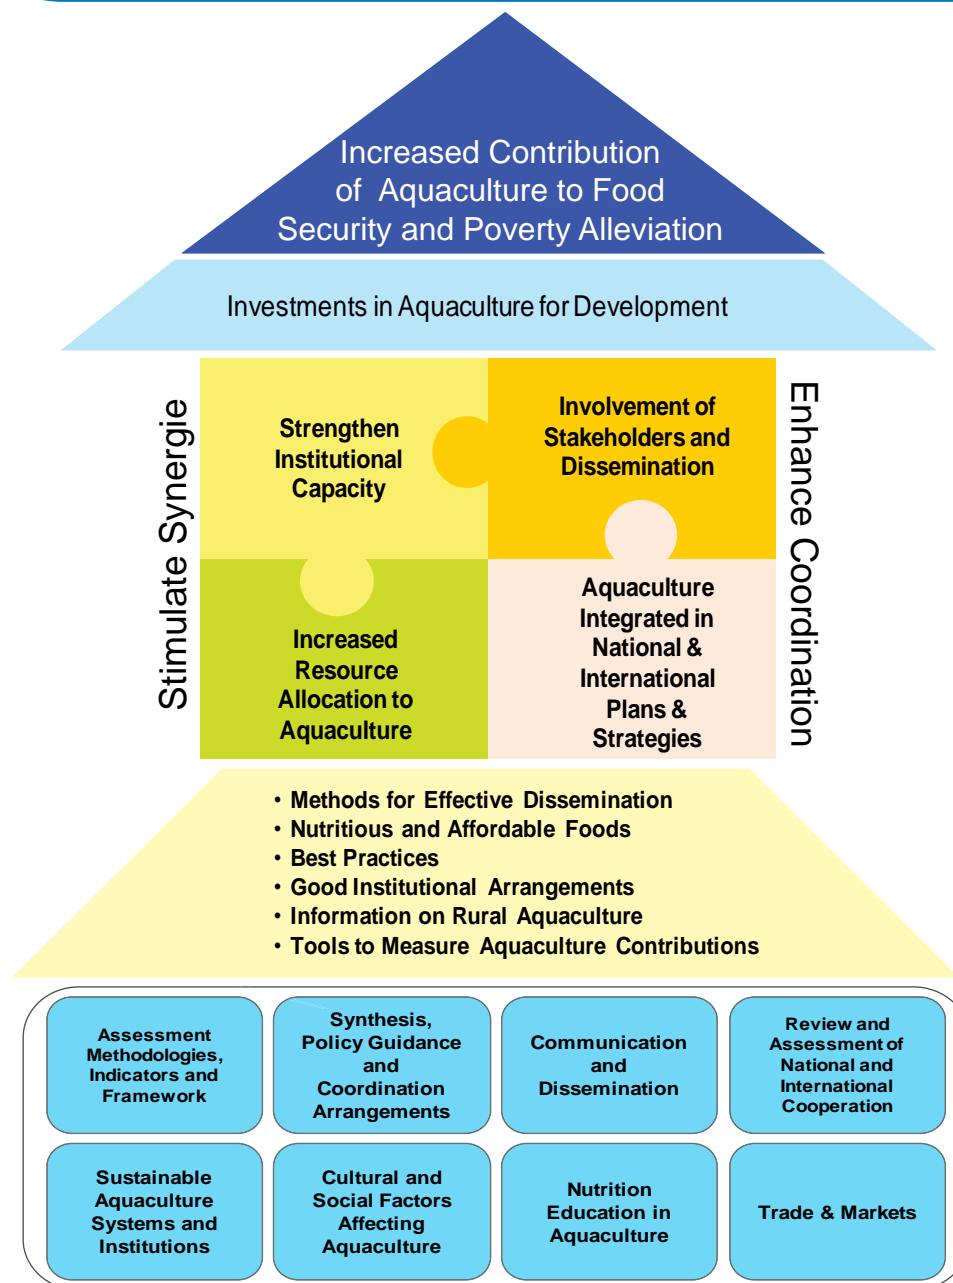 Increased Contribution
of Aquaculture to Food
Security and Poverty Alleviation
Investments in Aquaculture for Development
Stimulate Synergie
Strengthen
Institutional
Capacity
Involvement of
Stakeholders and
Dissemination
Enhance Coordination
Increased
Resource
Allocation to
Aquaculture
Aquaculture
Integrated in
National &
International
Plans &
Strategies
• Methods for Effective Dissemination
• Nutritious and Affordable Foods
• Best Practices
• Good Institutional Arrangements
• Information on Rural Aquaculture
• Tools to Measure Aquaculture Contributions
Assessment
Methodologies,
Indicators and
Framework
Synthesis,
Policy Guidance
and
Coordination
Arrangements
Communication
and
Dissemination
Review and
Assessment of
National and
International
Cooperation
Sustainable
Aquaculture
Systems and
Institutions
Cultural and
Social Factors
Affecting
Aquaculture
Nutrition
Education in
Aquaculture
Trade & Markets